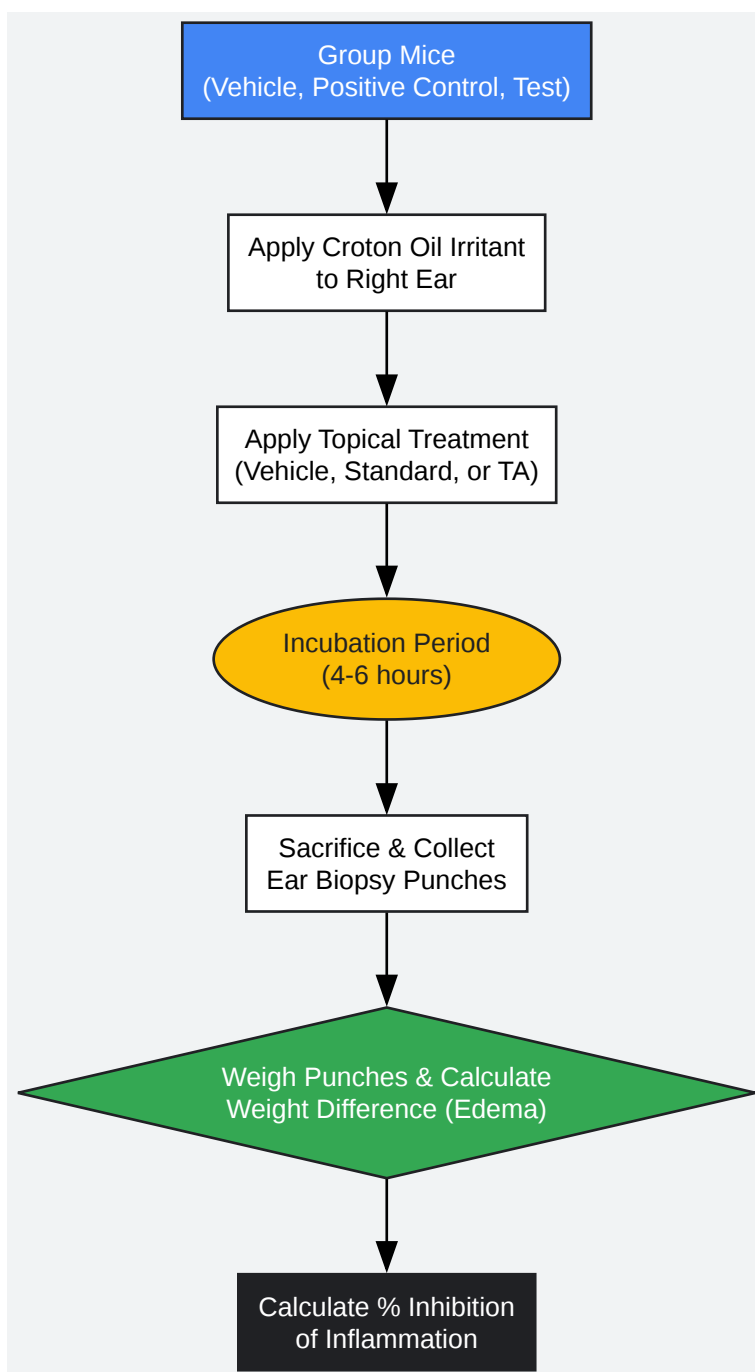 Group Mice
(Vehicle, Positive Control, Test)
Apply Croton Oil Irritant
to Right Ear
Apply Topical Treatment
(Vehicle, Standard, or TA)
Incubation Period
(4-6 hours)
Sacrifice & Collect
Ear Biopsy Punches
Weigh Punches & Calculate
Weight Difference (Edema)
Calculate % Inhibition
of Inflammation